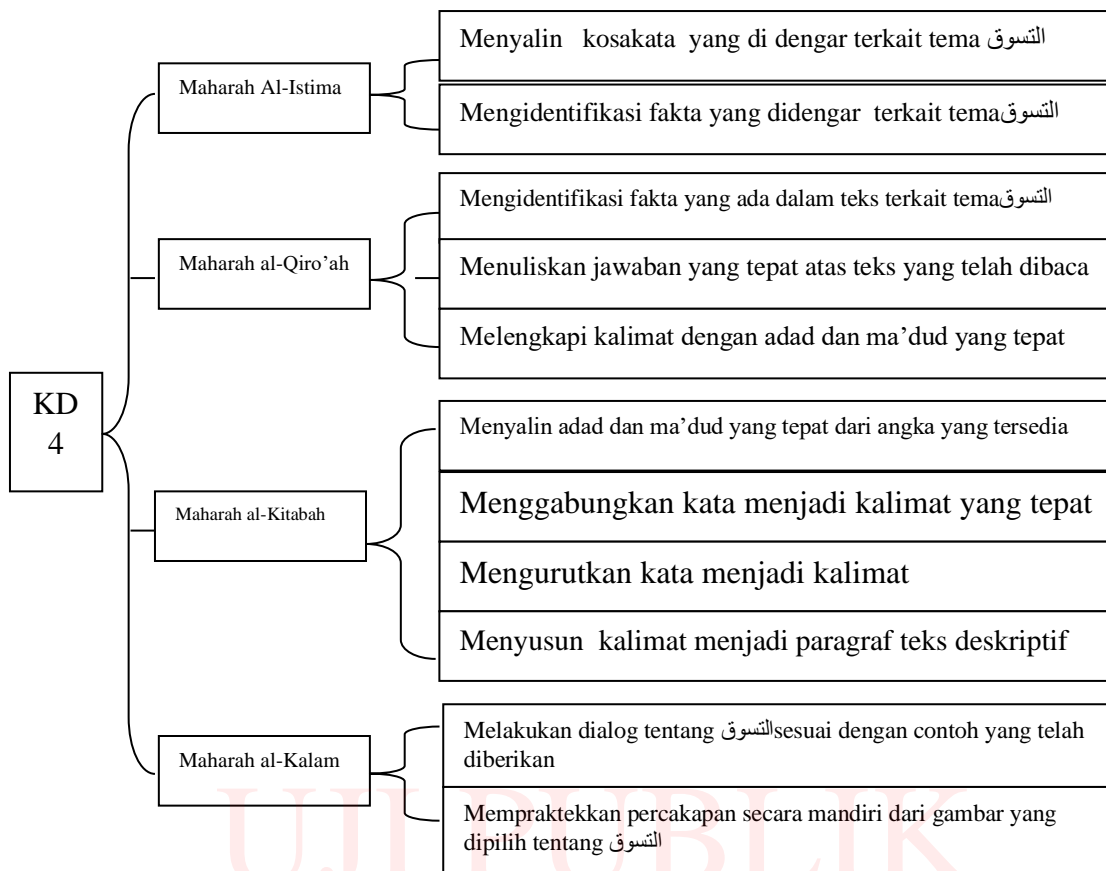 Menyalin kosakata yang di dengar terkait tema التسوق
Maharah Al-Istima
Mengidentifikasi fakta yang didengar terkait temaالتسوق
Mengidentifikasi fakta yang ada dalam teks terkait temaالتسوق
Maharah al-Qiro’ah
Menuliskan jawaban yang tepat atas teks yang telah dibaca
Melengkapi kalimat dengan adad dan ma’dud yang tepat
KD
4
Menyalin adad dan ma’dud yang tepat dari angka yang tersedia
Maharah al-Kitabah
Menggabungkan kata menjadi kalimat yang tepat
Mengurutkan kata menjadi kalimat
Menyusun kalimat menjadi paragraf teks deskriptif
Maharah al-Kalam
Melakukan dialog tentang التسوقsesuai dengan contoh yang telah
diberikan
Mempraktekkan percakapan secara mandiri dari gambar yang
dipilih tentang التسوق
UJI PUBLIK